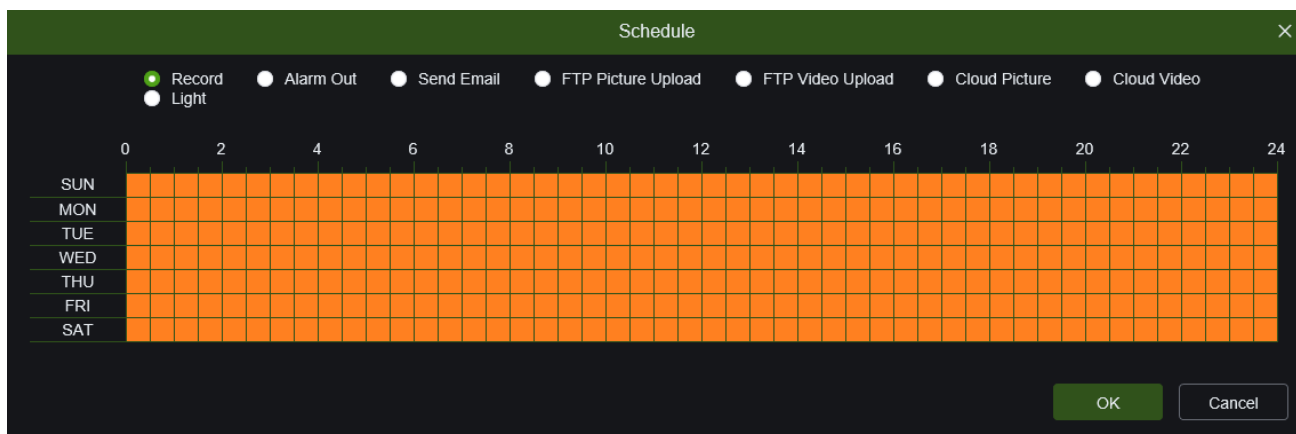 Schedule
Record Alarm Out Send Email FTP Picture Upload FTP Video Upload Cloud Picture Cloud Video
Light
0 2 4 6 8 10 12 14 16 18 20 22 24
SUN
MON
TUE
WED
THU
FRI
SAT
OK Cancel